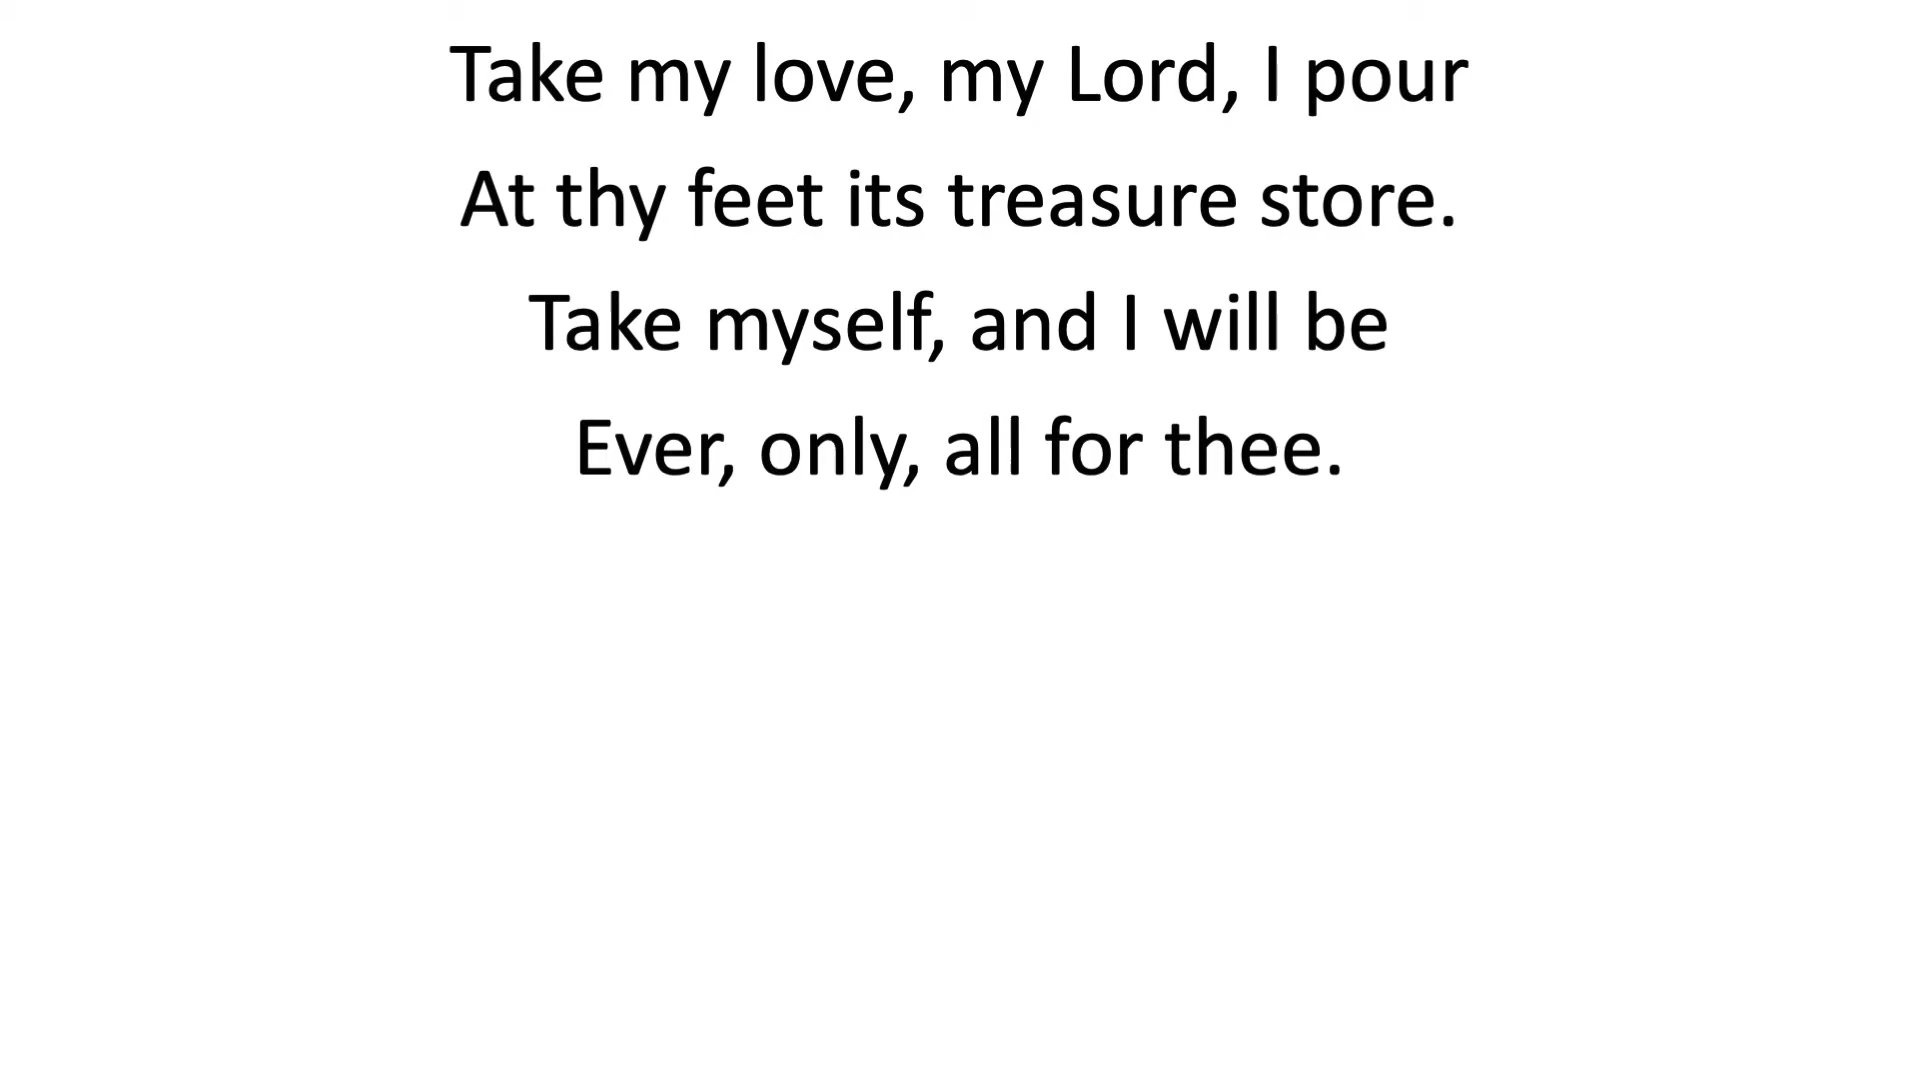 Take my love, my Lord, I pour
At thy feet its treasure store.
Take myself, and I will be
Ever, only, all for thee.